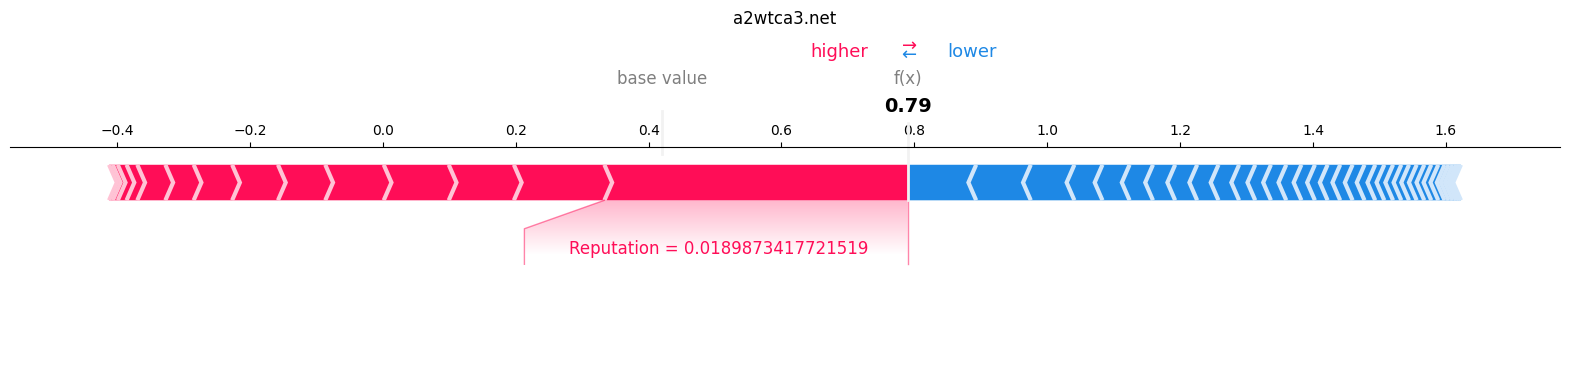 a2wtca3.net
higher ⇄ lower
base value f(x)
0.79
−0.4 −0.2 0.0 0.2 0.4 0.6 0.8 1.0 1.2 1.4 1.6
Reputation = 0.0189873417721519